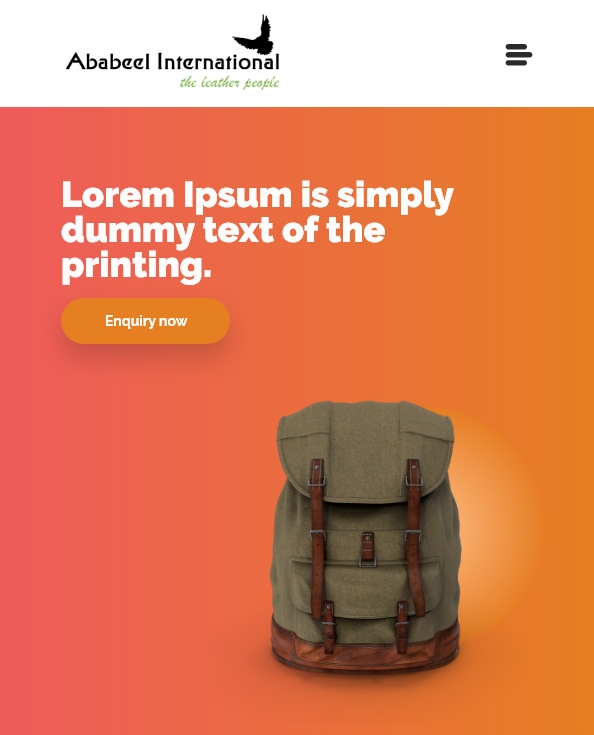 Ababeel International
the leather people
Lorem Ipsum is simply
dummy text of the
printing.
Enquiry now